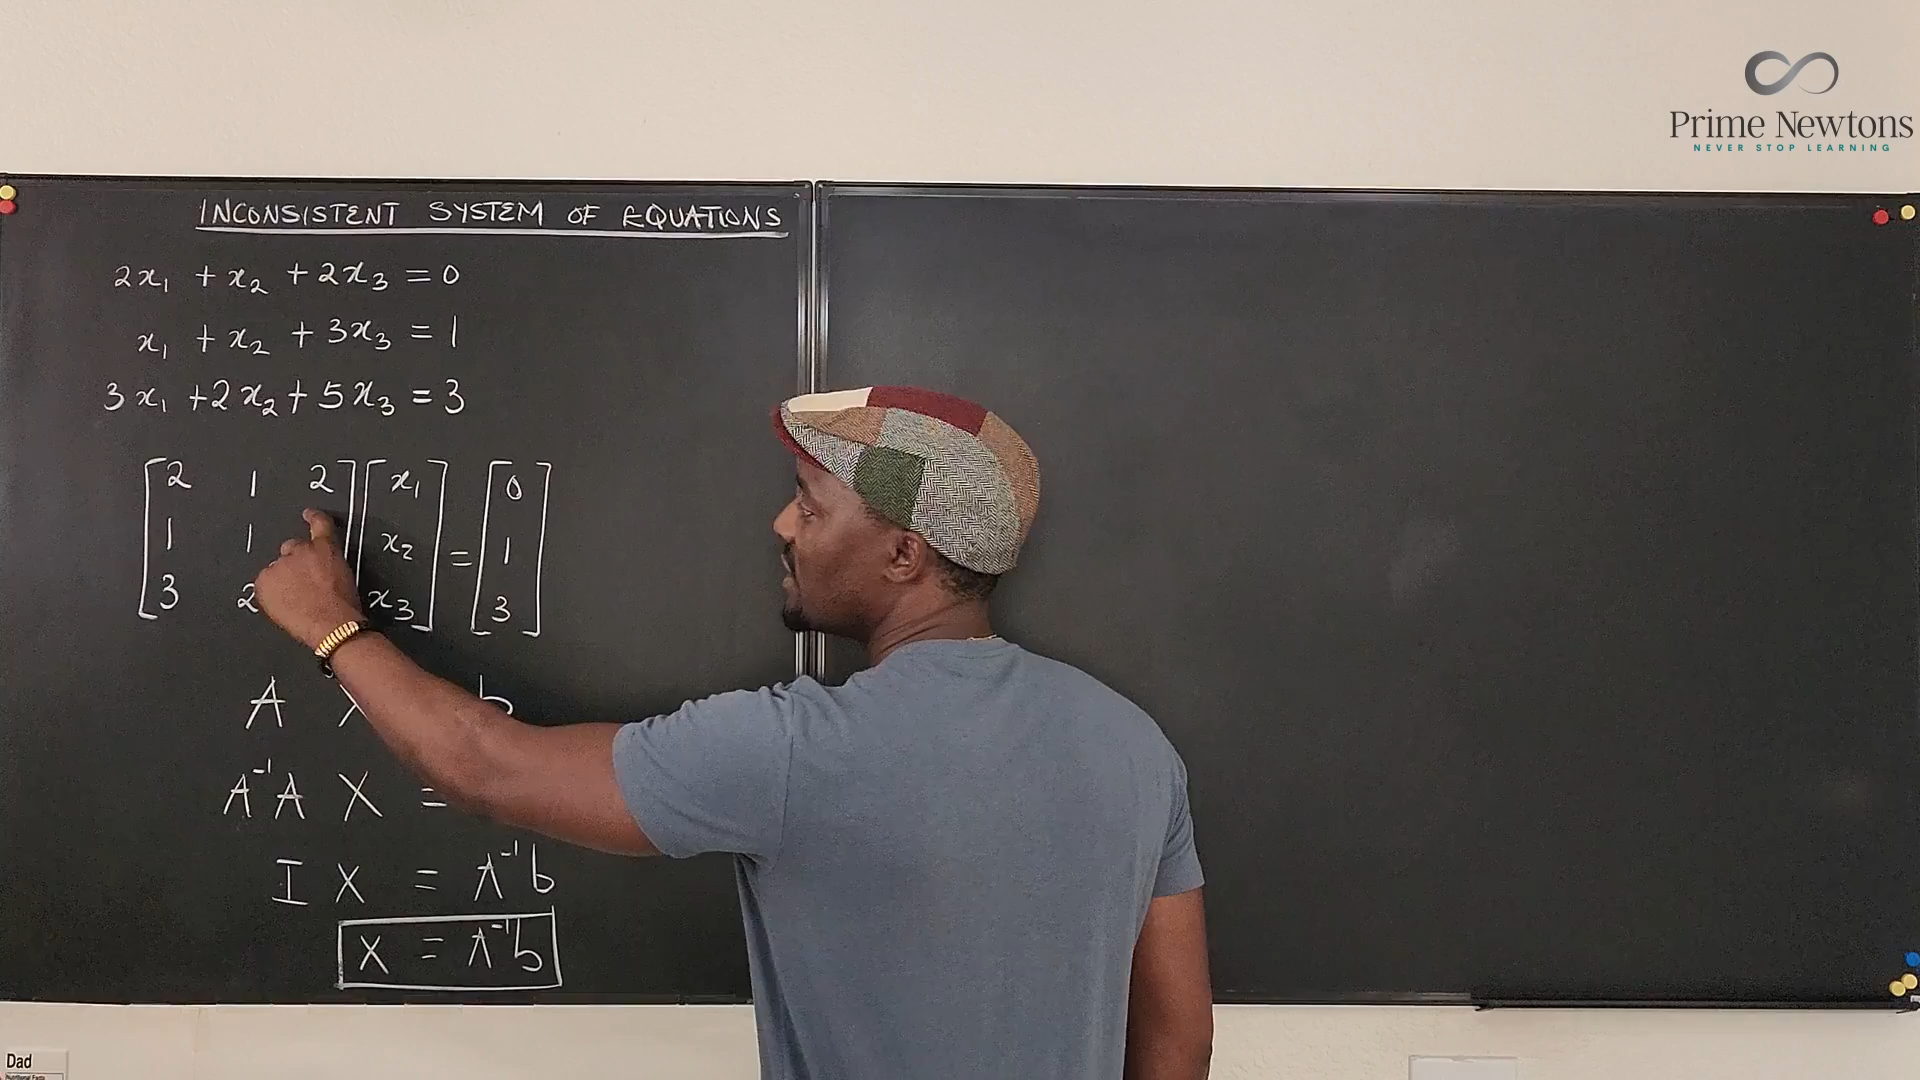 Prime Newtons
NEVER STOP LEARNING
INCONSISTENT SYSTEM OF EQUATIONS
2x₁ + x₂ + 2x₃ = 0
x₁ + x₂ + 3x₃ = 1
3x₁ + 2x₂ + 5x₃ = 3
2 1 2 x₁ 0
1 1 x₂ = 1
3 2 x₃ 3
A X b
A⁻¹A X =
I X = A⁻¹b
X = A⁻¹b
Dad
Nutritional Facts